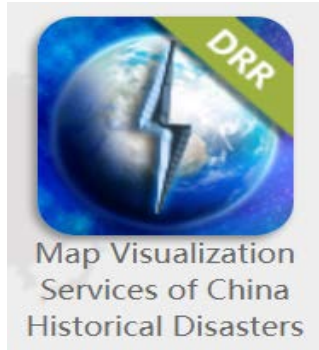 DRR
Map Visualization
Services of China
Historical Disasters